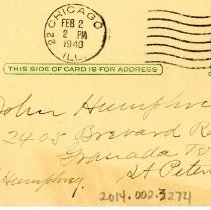 CHICAGO
22 ILL.
FEB 2
2 PM
1940
THIS SIDE OF CARD IS FOR ADDRESS
John Humphre
2405 Brevard R
Granada T
St Peter
Humphrey
2014.002.3274